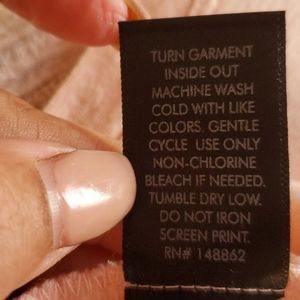 TURN GARMENT
INSIDE OUT
MACHINE WASH
COLD WITH LIKE
COLORS. GENTLE
CYCLE. USE ONLY
NON-CHLORINE
BLEACH IF NEEDED.
TUMBLE DRY LOW.
DO NOT IRON
SCREEN PRINT.
RN# 148862